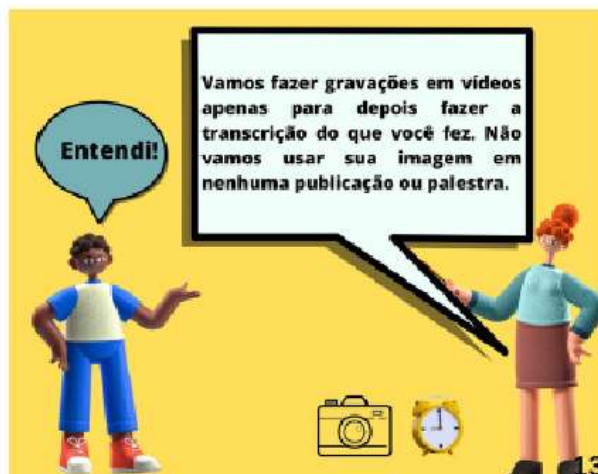 Entendi!
Vamos fazer gravações em vídeos
apenas para depois fazer a
transcrição do que você fez. Não
vamos usar sua imagem em
nenhuma publicação ou palestra.
13